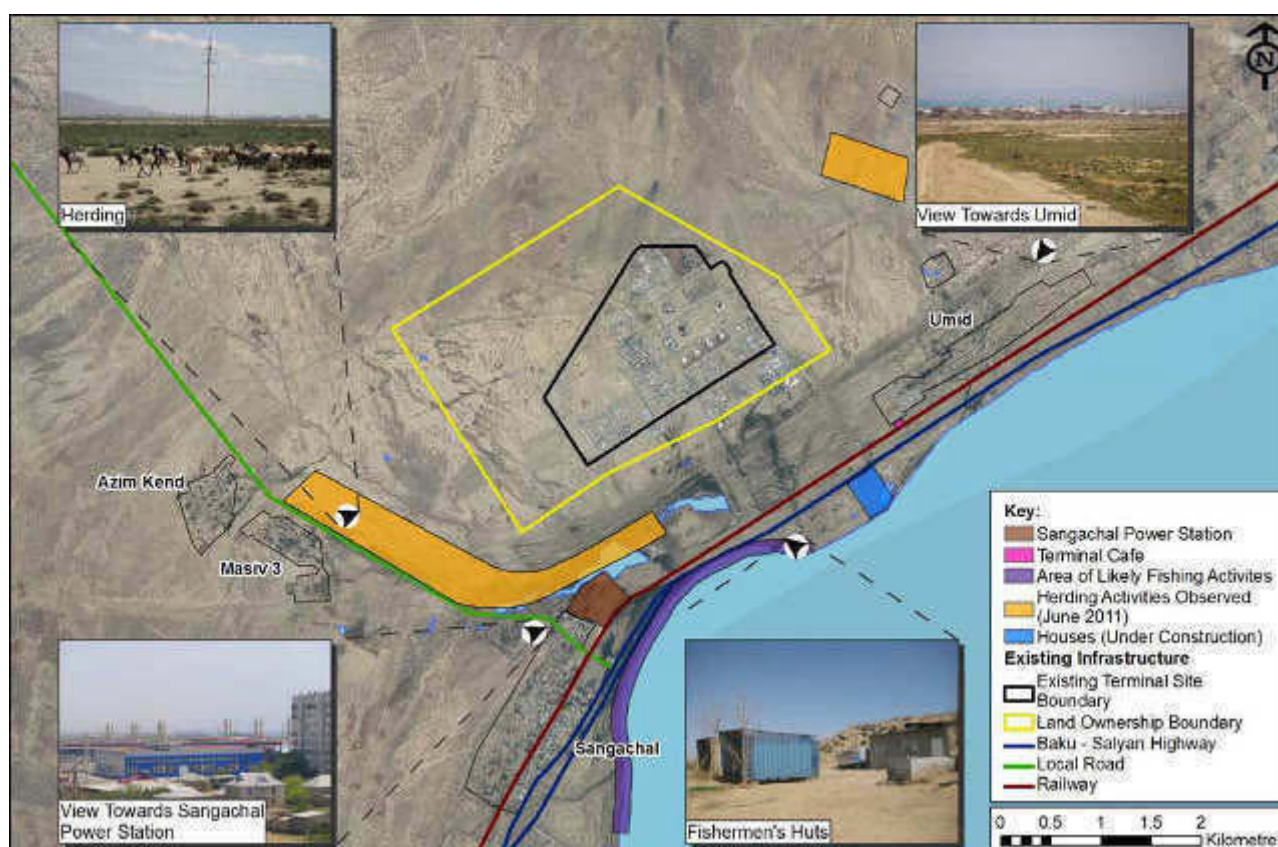 N
Herding
View Towards Umid
Umid
Azim Kend
Masiv 3
Sangachal
View Towards Sangachal
Power Station
Fishermen's Huts
Key:
Sangachal Power Station
Terminal Cafe
Area of Likely Fishing Activites
Herding Activities Observed
(June 2011)
Houses (Under Construction)
Existing Infrastructure
Existing Terminal Site
Boundary
Land Ownership Boundary
Baku - Salyan Highway
Local Road
Railway
0 0.5 1 1.5 2
Kilometre